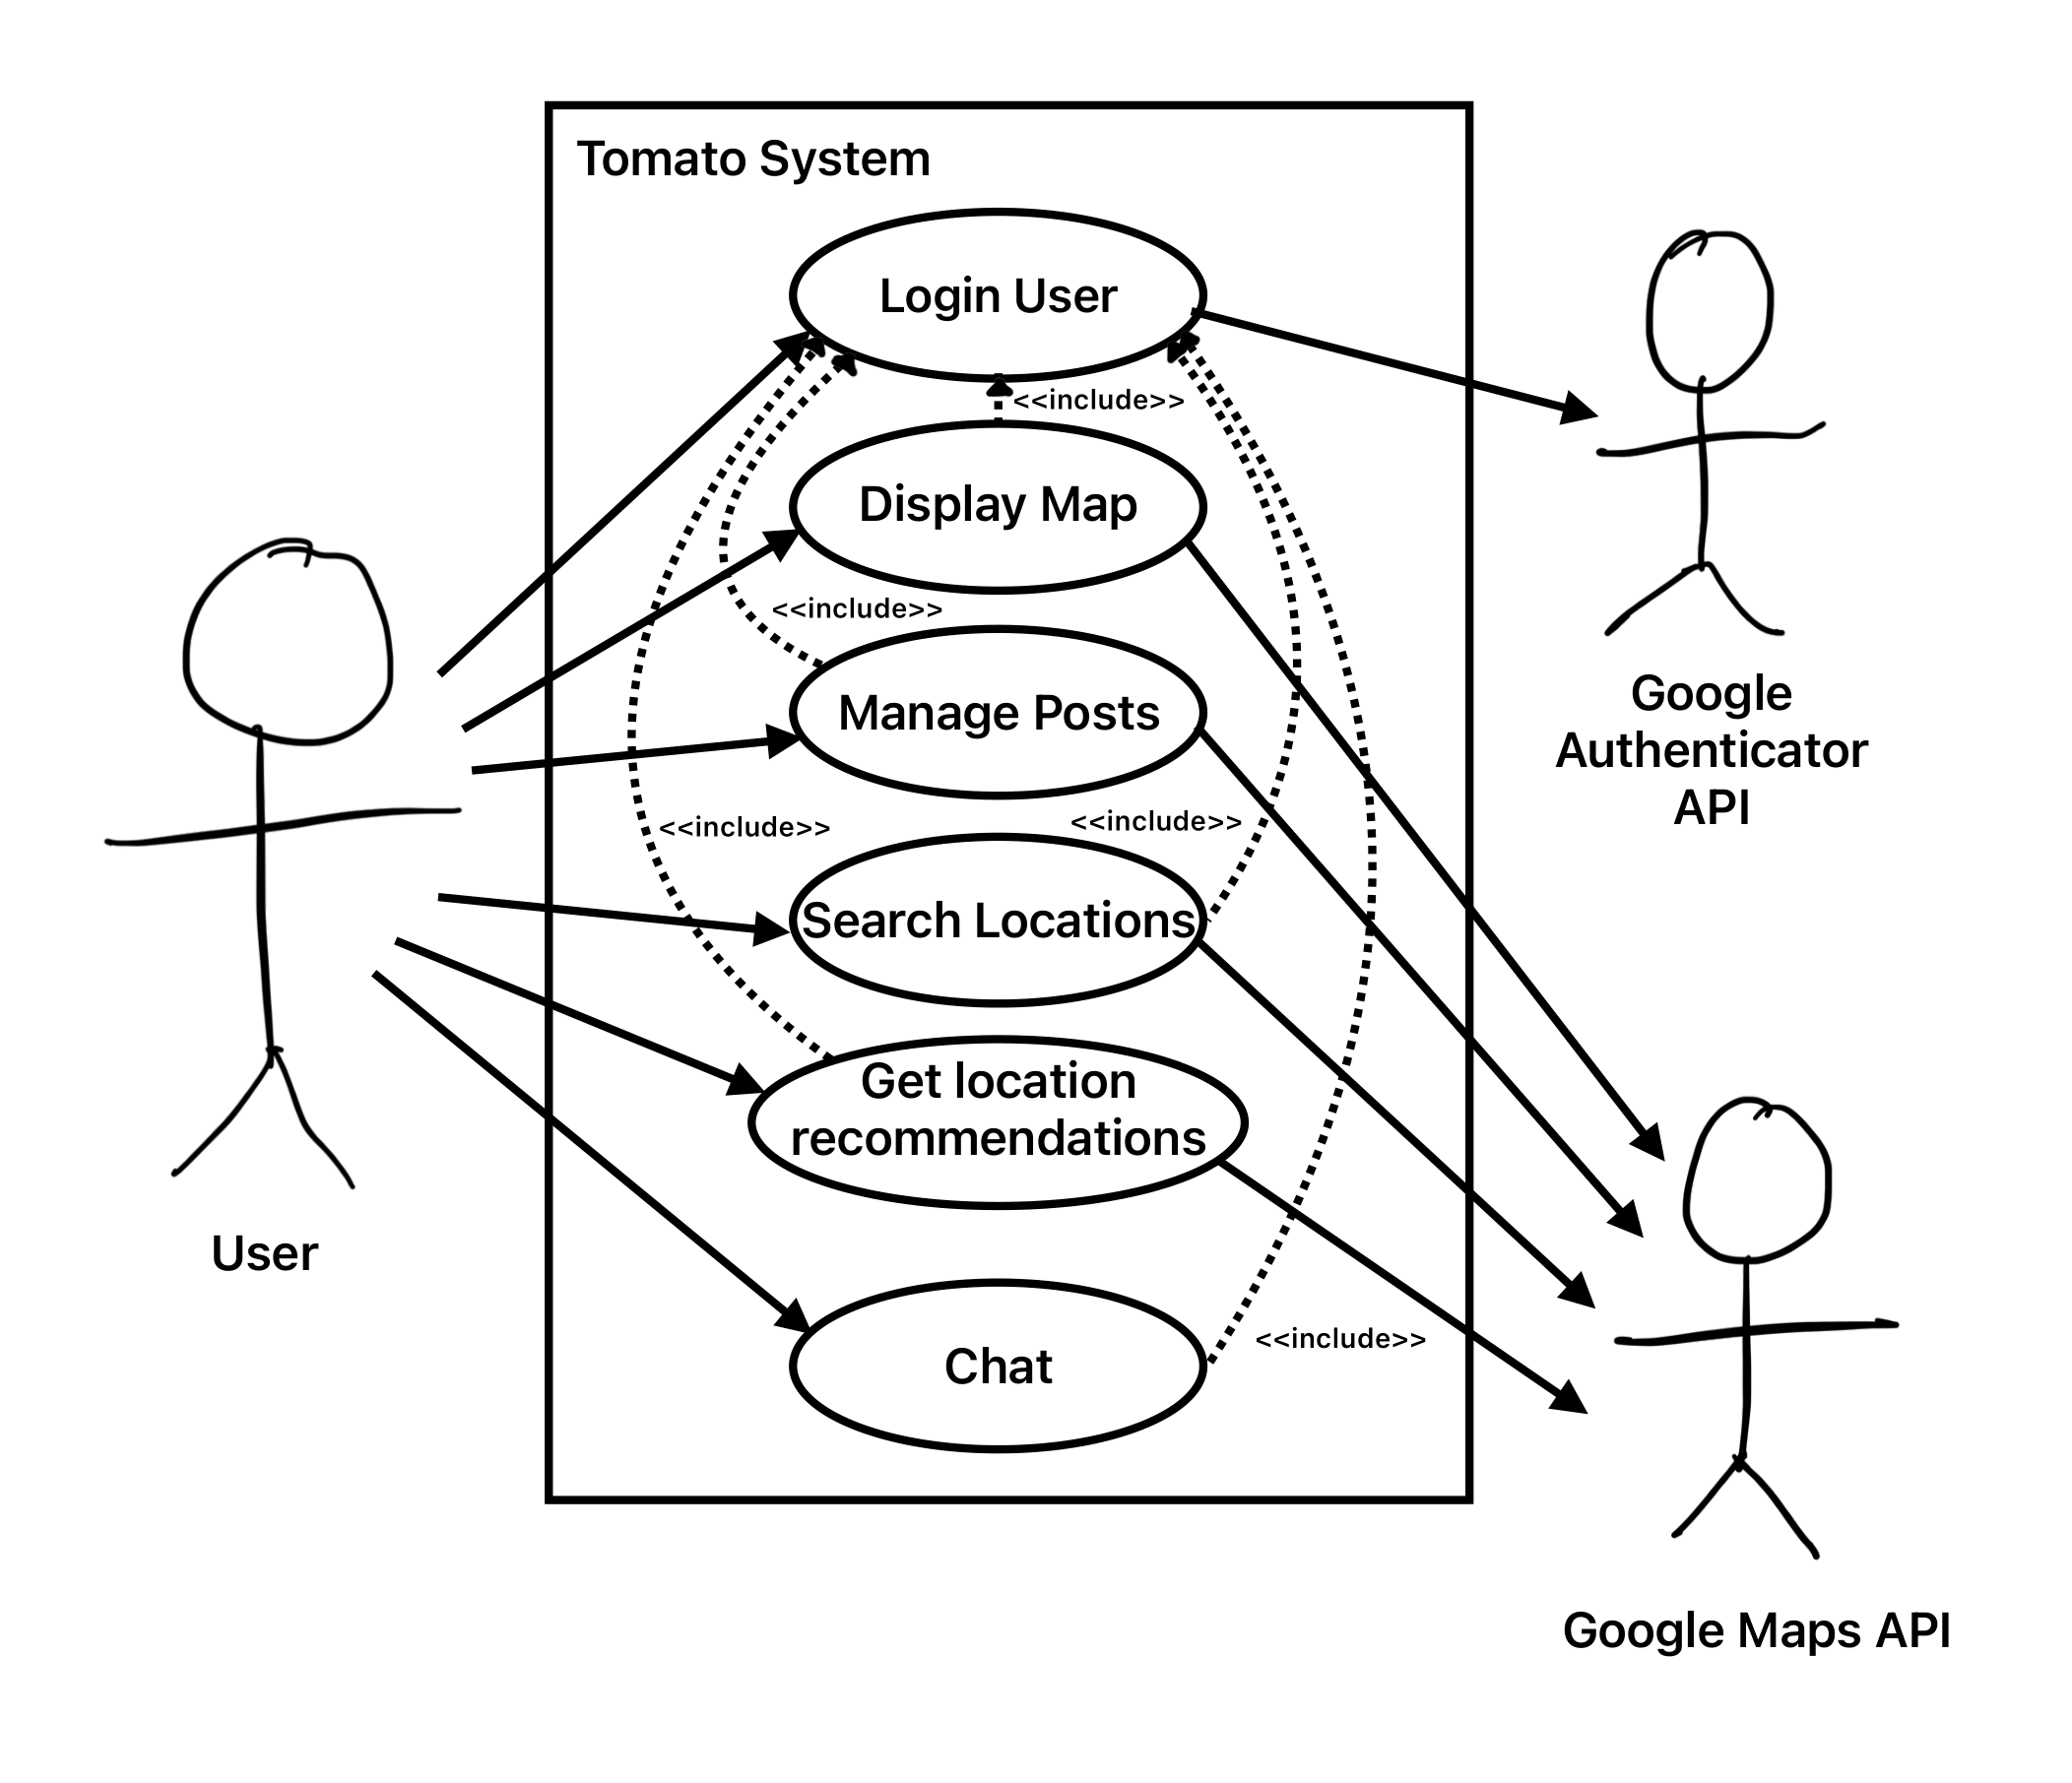 Tomato System
Login User
<<include>>
Display Map
<<include>>
Manage Posts
<<include>>
<<include>>
Search Locations
Get location
recommendations
<<include>>
Chat
User
Google
Authenticator
API
Google Maps API